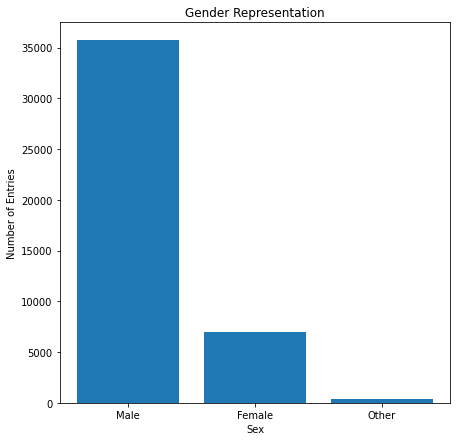 Gender Representation
Number of Entries
35000
30000
25000
20000
15000
10000
5000
0
Male Female Other
Sex